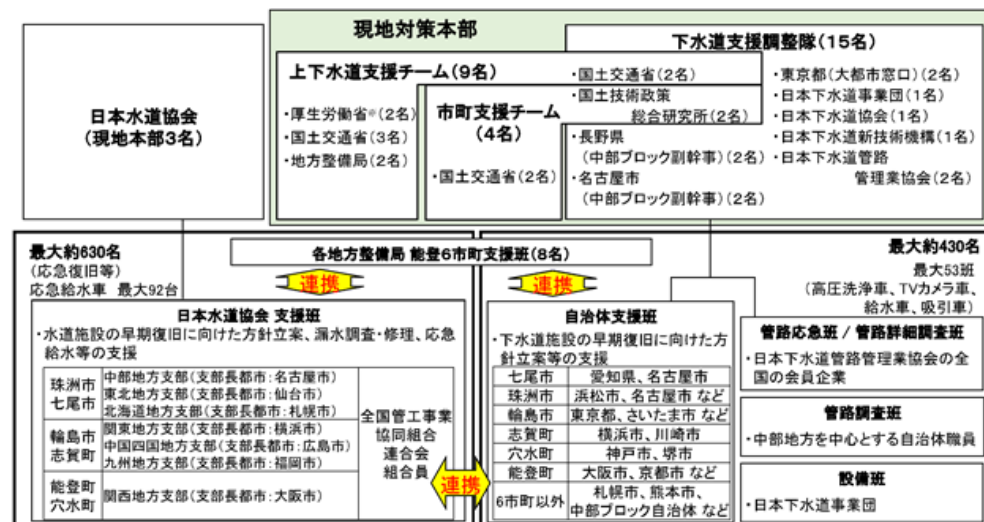 現地対策本部
日本水道協会
(現地本部3名)
上下水道支援チーム(9名)
・厚生労働省※(2名)
・国土交通省(3名)
・地方整備局(2名)
市町支援チーム
(4名)
・国土交通省(2名)
下水道支援調整隊(15名)
・国土交通省(2名)
・国土技術政策
総合研究所(2名)
・長野県
(中部ブロック副幹事)(2名)
・名古屋市
(中部ブロック副幹事)(2名)
・東京都(大都市窓口)(2名)
・日本下水道事業団(1名)
・日本下水道協会(1名)
・日本下水道新技術機構(1名)
・日本下水道管路
管理業協会(2名)
各地方整備局 能登6市町支援班(8名)
最大約630名
(応急復旧等)
応急給水車 最大92台
連携
連携
最大約430名
最大53班
(高圧洗浄車、TVカメラ車、
給水車、吸引車)
日本水道協会 支援班
・水道施設の早期復旧に向けた方針立案、漏水調査・修理、応急
給水等の支援
珠洲市
七尾市
中部地方支部(支部長都市:名古屋市)
東北地方支部(支部長都市:仙台市)
北海道地方支部(支部長都市:札幌市)
輪島市
志賀町
関東地方支部(支部長都市:横浜市)
中国四国地方支部(支部長都市:広島市)
九州地方支部(支部長都市:福岡市)
能登町
穴水町
関西地方支部(支部長都市:大阪市)
全国管工事業
協同組合
連合会
組合員
連携
自治体支援班
・下水道施設の早期復旧に向けた方
針立案等の支援
七尾市 愛知県、名古屋市
珠洲市 浜松市、名古屋市 など
輪島市 東京都、さいたま市 など
志賀町 横浜市、川崎市
穴水町 神戸市、堺市
能登町 大阪市、京都市 など
6市町以外 札幌市、熊本市、
中部ブロック自治体 など
管路応急班 / 管路詳細調査班
・日本下水道管路管理業協会の全
国の会員企業
管路調査班
・中部地方を中心とする自治体職員
設備班
・日本下水道事業団